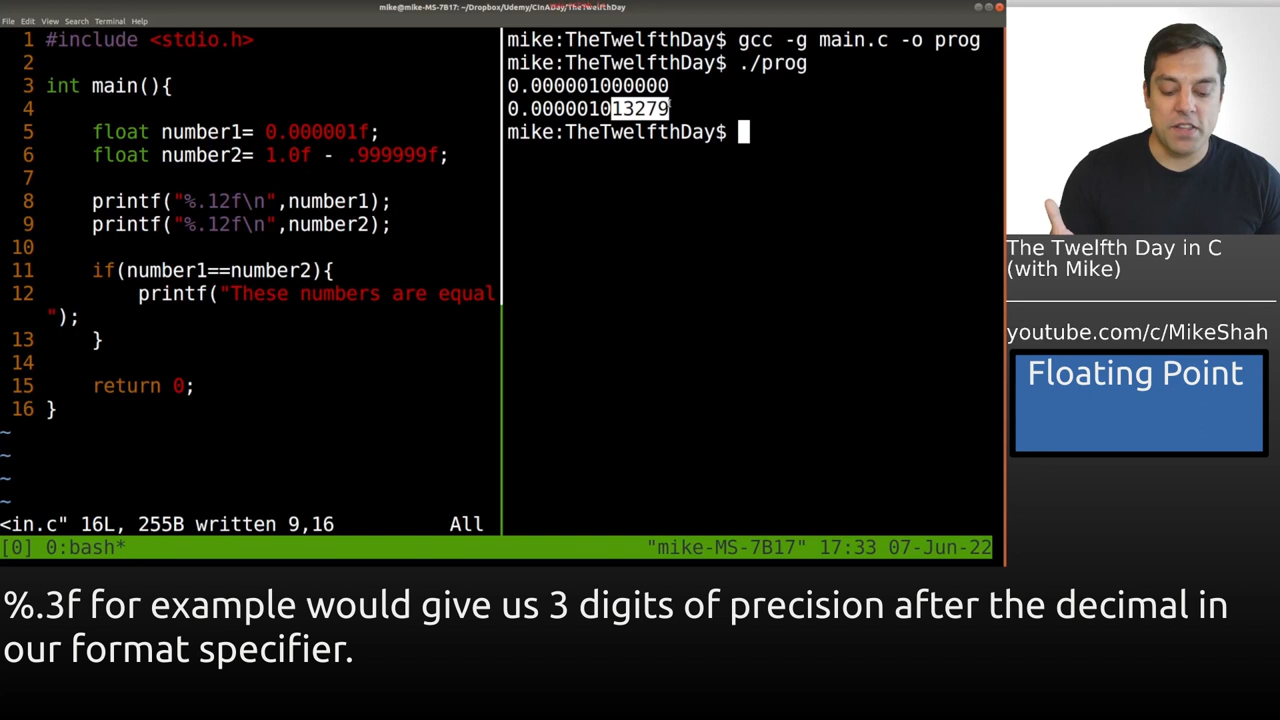 mike@mike-MS-7B17: ~/Dropbox/Udemy/CInADay/TheTwelfthDay
File Edit View Search Terminal Help
1 #include <stdio.h>
2
3 int main(){
4
5     float number1= 0.000001f;
6     float number2= 1.0f - .999999f;
7
8     printf("%.12f\n",number1);
9     printf("%.12f\n",number2);
10
11     if(number1==number2){
12         printf("These numbers are equal
");
13     }
14
15     return 0;
16 }
~
~
~
~
<in.c" 16L, 255B written 9,16 All
mike:TheTwelfthDay$ gcc -g main.c -o prog
mike:TheTwelfthDay$ ./prog
0.000001000000
0.000001013279
mike:TheTwelfthDay$
[0] 0:bash* "mike-MS-7B17" 17:33 07-Jun-22
The Twelfth Day in C
(with Mike)
youtube.com/c/MikeShah
Floating Point
%.3f for example would give us 3 digits of precision after the decimal in
our format specifier.